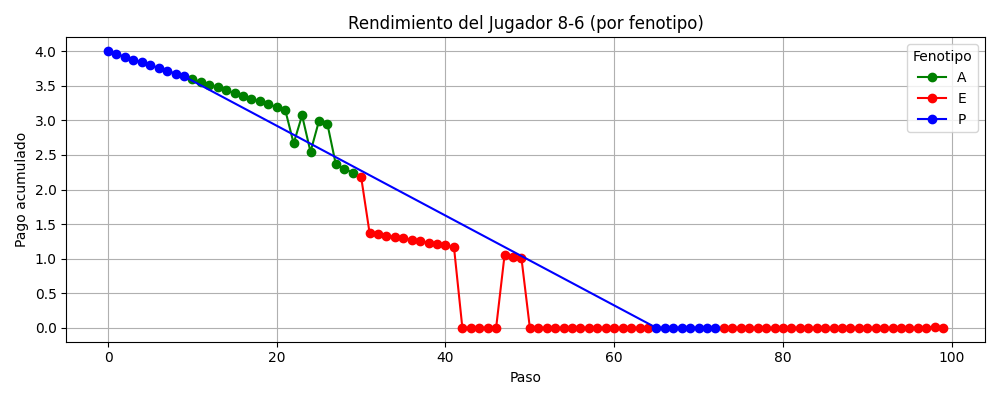 Rendimiento del Jugador 8-6 (por fenotipo)
Pago acumulado
4.0
3.5
3.0
2.5
2.0
1.5
1.0
0.5
0.0
0 20 40 60 80 100
Paso
Fenotipo
A
E
P